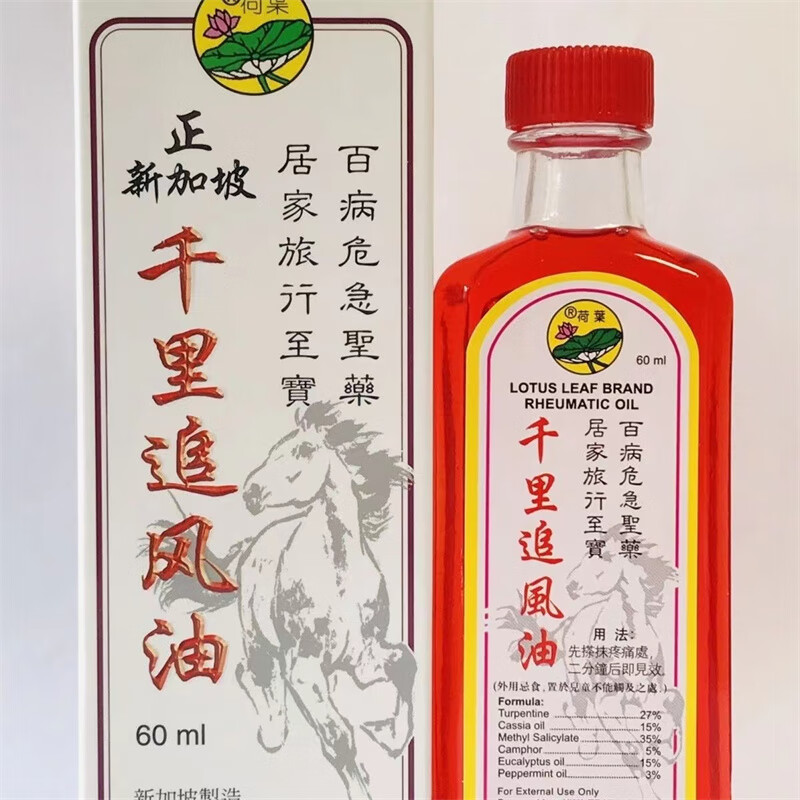 ®荷葉
正
新加坡
千里追风油
百病危急聖藥
居家旅行至寶
60 ml
新加坡製造
®荷葉
60 ml
LOTUS LEAF BRAND
RHEUMATIC OIL
千里追風油
百病危急聖藥
居家旅行至寶
用法:
先搽抹疼痛處,
二分鐘后即見效.
(外用忌食,置於兒童不能觸及之處.)
Formula:
Turpentine ........................ 27%
Cassia oil ........................ 15%
Methyl Salicylate ................ 35%
Camphor .......................... 5%
Eucalyptus oil .................... 15%
Peppermint oil .................... 3%
For External Use Only